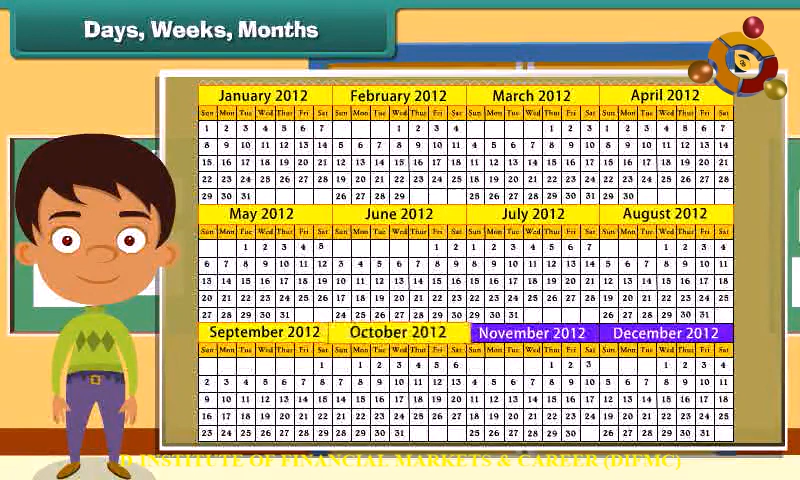 Days, Weeks, Months
January 2012 February 2012 March 2012 April 2012
Sun Mon Tue Wed Thur Fri Sat Sun Mon Tue Wed Thur Fri Sat Sun Mon Tue Wed Thur Fri Sat Sun Mon Tue Wed Thur Fri Sat
1 2 3 4 5 6 7 1 2 3 4 1 2 3 1 2 3 4 5 6 7
8 9 10 11 12 13 14 5 6 7 8 9 10 11 4 5 6 7 8 9 10 8 9 10 11 12 13 14
15 16 17 18 19 20 21 12 13 14 15 16 17 18 11 12 13 14 15 16 17 15 16 17 18 19 20 21
22 23 24 25 26 27 28 19 20 21 22 23 24 25 18 19 20 21 22 23 24 22 23 24 25 26 27 28
29 30 31 26 27 28 29 25 26 27 28 29 30 31 29 30
May 2012 June 2012 July 2012 August 2012
Sun Mon Tue Wed Thur Fri Sat Sun Mon Tue Wed Thur Fri Sat Sun Mon Tue Wed Thur Fri Sat Sun Mon Tue Wed Thur Fri Sat
1 2 3 4 5 1 2 1 2 3 4 5 6 7 1 2 3 4
6 7 8 9 10 11 12 3 4 5 6 7 8 9 8 9 10 11 12 13 14 5 6 7 8 9 10 11
13 14 15 16 17 18 19 10 11 12 13 14 15 16 15 16 17 18 19 20 21 12 13 14 15 16 17 18
20 21 22 23 24 25 26 17 18 19 20 21 22 23 22 23 24 25 26 27 28 19 20 21 22 23 24 25
27 28 29 30 31 24 25 26 27 28 29 30 29 30 31 26 27 28 29 30 31
September 2012 October 2012 November 2012 December 2012
Sun Mon Tue Wed Thur Fri Sat Sun Mon Tue Wed Thur Fri Sat Sun Mon Tue Wed Thur Fri Sat Sun Mon Tue Wed Thur Fri Sat
1 1 2 3 4 5 6 1 2 3 1 2 3 4
2 3 4 5 6 7 8 7 8 9 10 11 12 13 4 5 6 7 8 9 10 5 6 7 8 9 10 11
9 10 11 12 13 14 15 14 15 16 17 18 19 20 11 12 13 14 15 16 17 12 13 14 15 16 17 18
16 17 18 19 20 21 22 21 22 23 24 25 26 27 18 19 20 21 22 23 24 19 20 21 22 23 24 25
23 24 25 26 27 28 29 28 29 30 31 25 26 27 28 29 30 26 27 28 29 30 31
D INSTITUTE OF FINANCIAL MARKETS & CAREER (DIFMC)